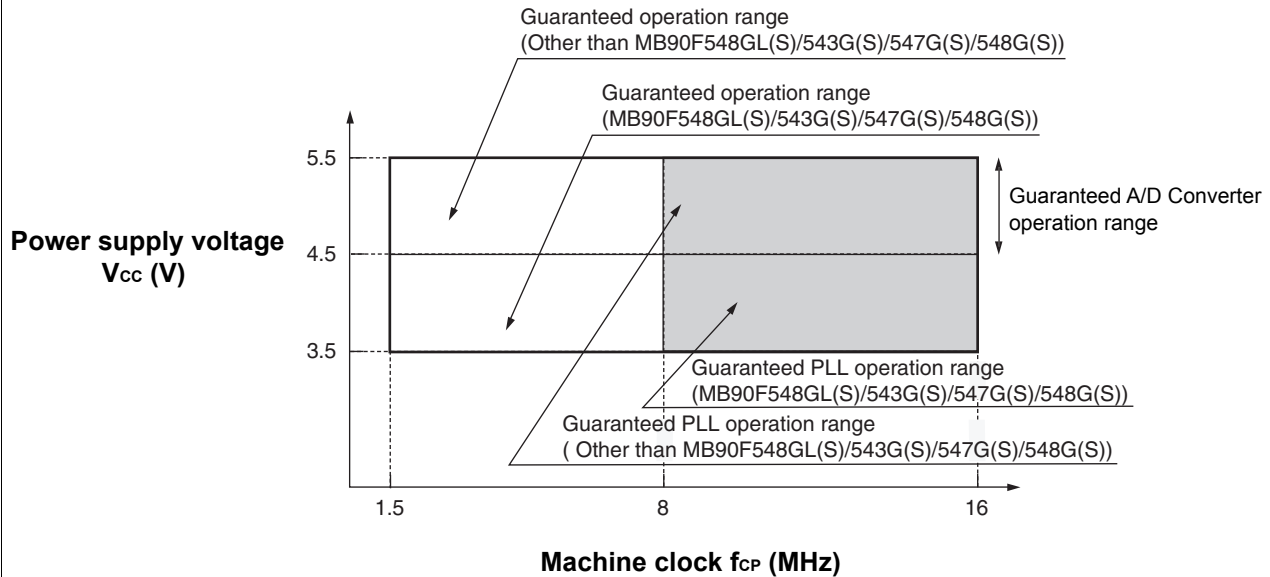 Guaranteed operation range
(Other than MB90F548GL(S)/543G(S)/547G(S)/548G(S))
Guaranteed operation range
(MB90F548GL(S)/543G(S)/547G(S)/548G(S))
5.5
Guaranteed A/D Converter
operation range
Power supply voltage
VCC (V)
4.5
3.5
Guaranteed PLL operation range
(MB90F548GL(S)/543G(S)/547G(S)/548G(S))
Guaranteed PLL operation range
( Other than MB90F548GL(S)/543G(S)/547G(S)/548G(S))
1.5 8 16
Machine clock fCP (MHz)